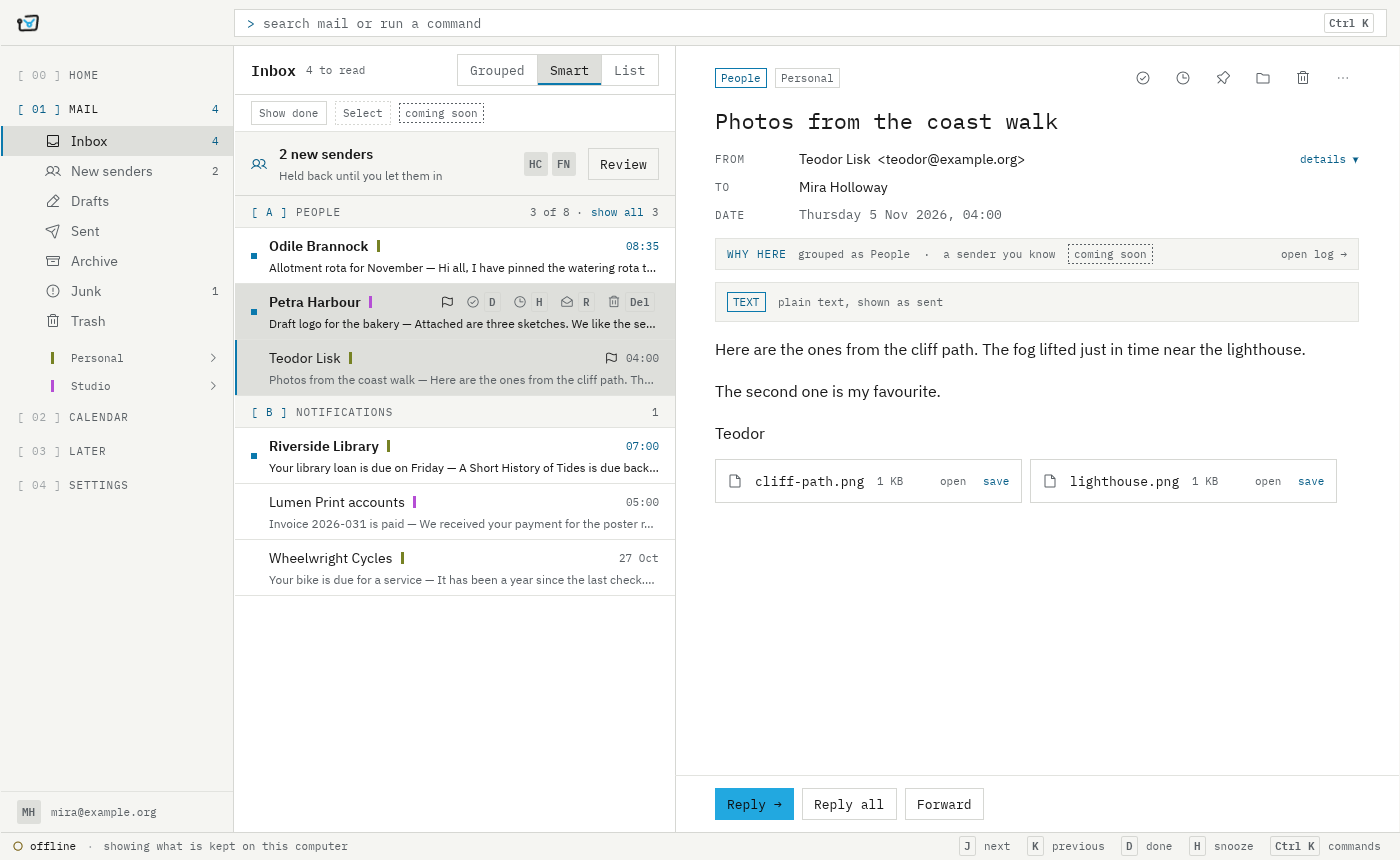 > search mail or run a command Ctrl K
[ 00 ] HOME
[ 01 ] MAIL 4
Inbox 4
New senders 2
Drafts
Sent
Archive
Junk 1
Trash
Personal
Studio
[ 02 ] CALENDAR
[ 03 ] LATER
[ 04 ] SETTINGS
MH mira@example.org
Inbox 4 to read Grouped Smart List
Show done Select coming soon
2 new senders
Held back until you let them in
HC FN Review
[ A ] PEOPLE 3 of 8 · show all 3
Odile Brannock 08:35
Allotment rota for November — Hi all, I have pinned the watering rota t…
Petra Harbour D H R Del
Draft logo for the bakery — Attached are three sketches. We like the se…
Teodor Lisk 04:00
Photos from the coast walk — Here are the ones from the cliff path. Th…
[ B ] NOTIFICATIONS 1
Riverside Library 07:00
Your library loan is due on Friday — A Short History of Tides is due back…
Lumen Print accounts 05:00
Invoice 2026-031 is paid — We received your payment for the poster r…
Wheelwright Cycles 27 Oct
Your bike is due for a service — It has been a year since the last check.…
People Personal ···
Photos from the coast walk
FROM Teodor Lisk <teodor@example.org> details ▾
TO Mira Holloway
DATE Thursday 5 Nov 2026, 04:00
WHY HERE grouped as People · a sender you know coming soon open log →
TEXT plain text, shown as sent
Here are the ones from the cliff path. The fog lifted just in time near the lighthouse.
The second one is my favourite.
Teodor
cliff-path.png 1 KB open save
lighthouse.png 1 KB open save
Reply → Reply all Forward
offline · showing what is kept on this computer
J next K previous D done H snooze Ctrl K commands